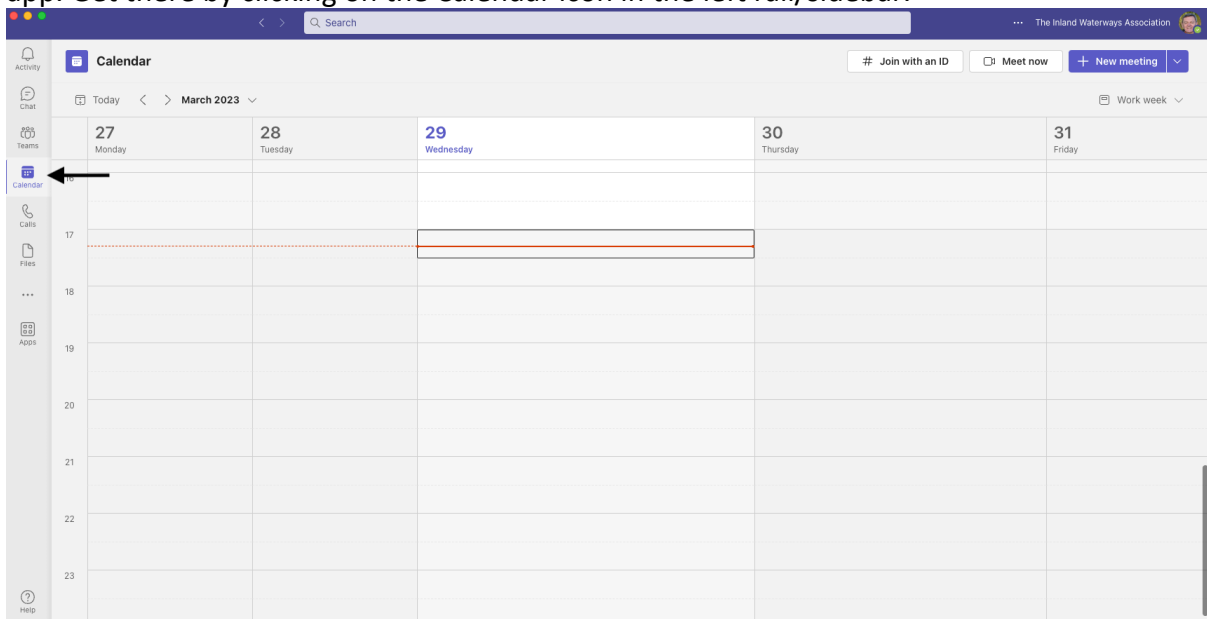 app. Get there by clicking on the Calendar icon in the left rail/sidebar.
Search
The Inland Waterways Association
Activity
Calendar
# Join with an ID
Meet now
+ New meeting
Chat
Today
March 2023
Work week
Teams
27
Monday
28
Tuesday
29
Wednesday
30
Thursday
31
Friday
Calendar
16
Calls
17
Files
18
Apps
19
20
21
22
23
Help